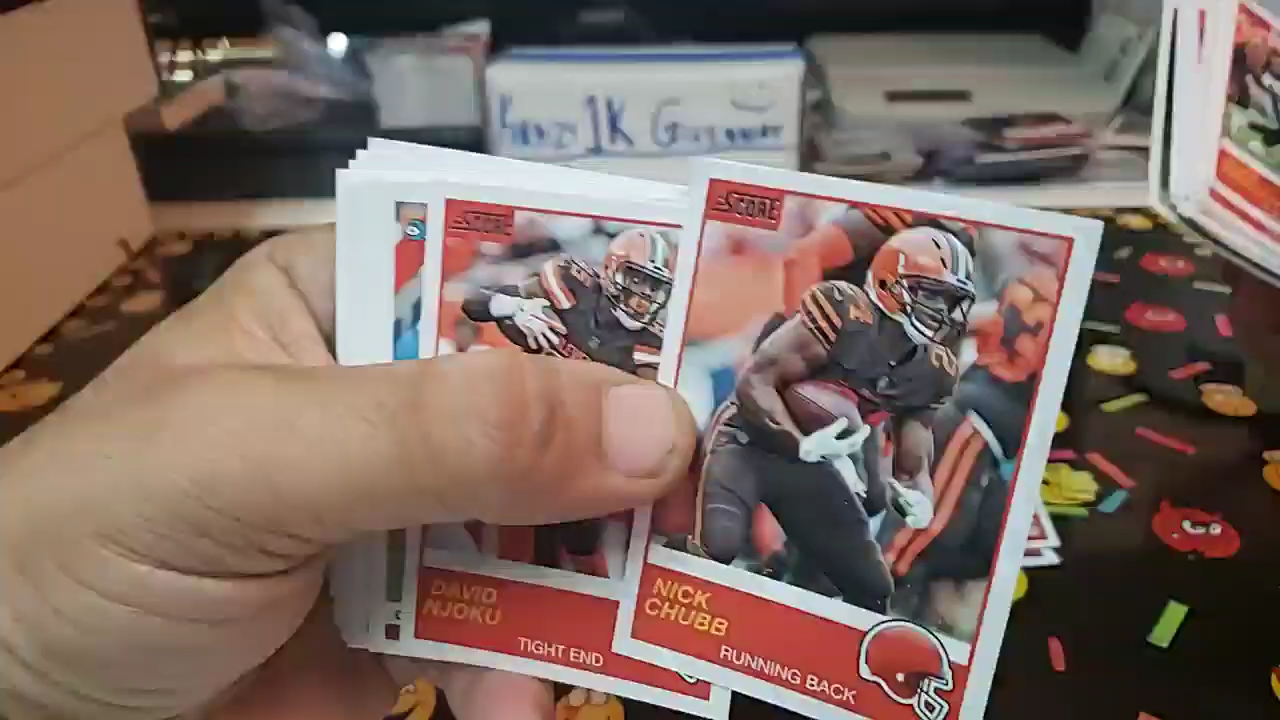 1K
SCORE
DAVID
NJOKU
TIGHT END
SCORE
NICK
CHUBB
RUNNING BACK